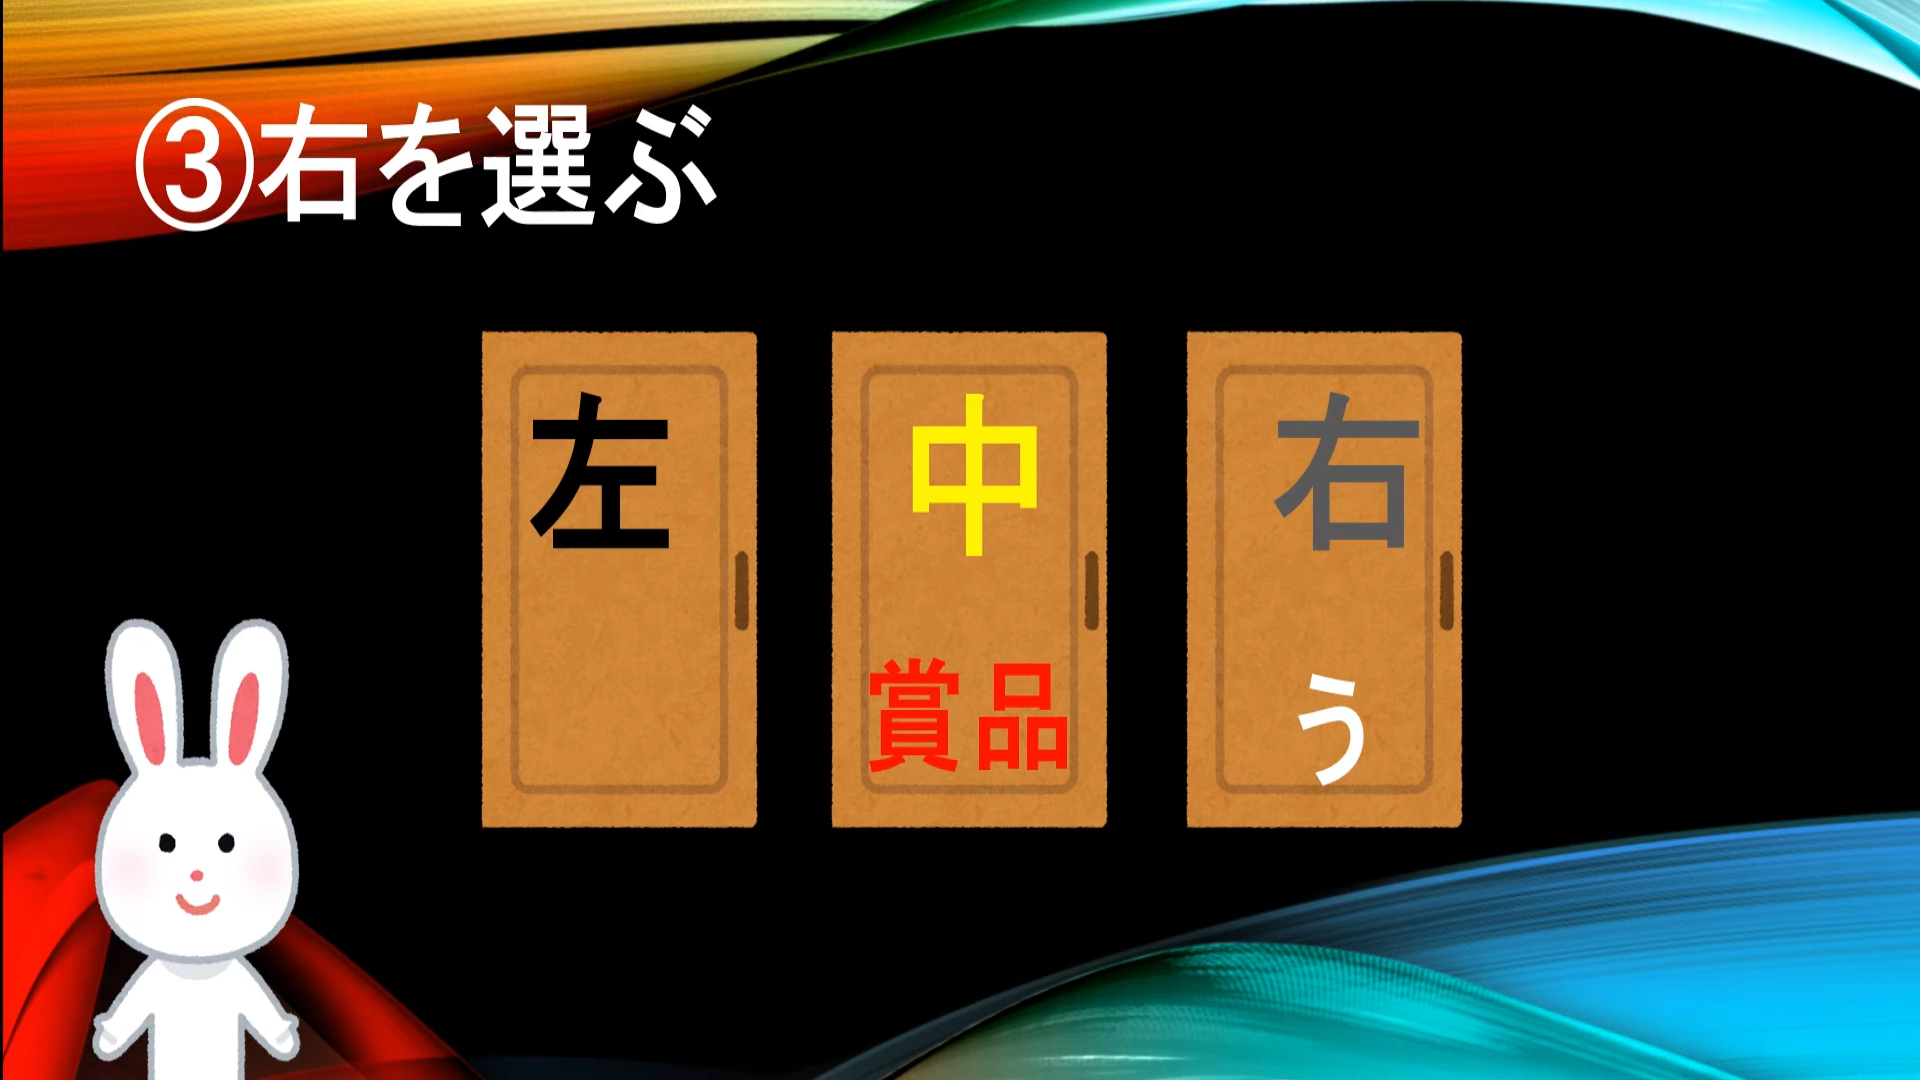 ③右を選ぶ
左 中 右
賞品 う